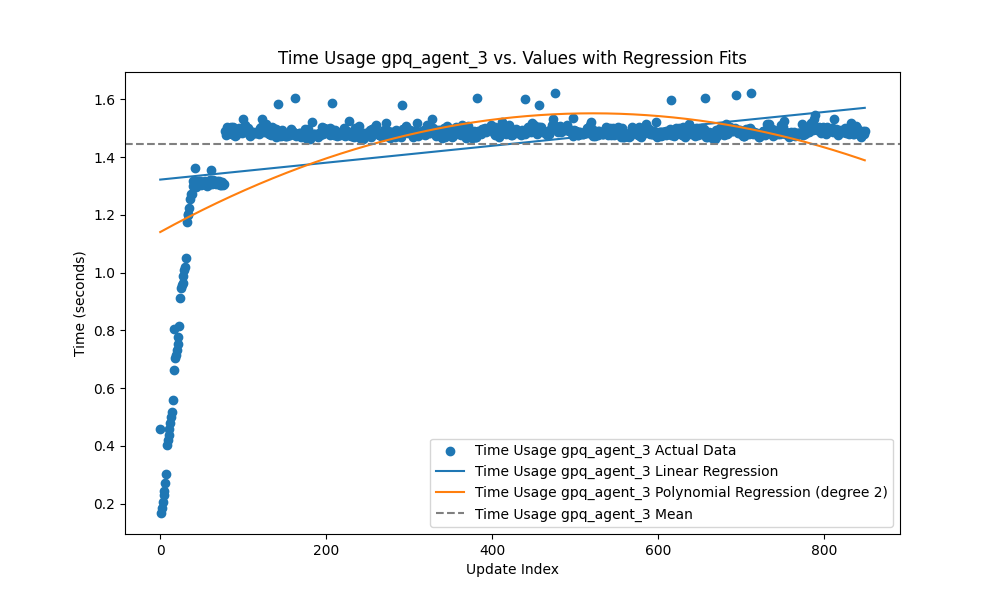 Time Usage gpq_agent_3 vs. Values with Regression Fits
1.6
1.4
1.2
1.0
0.8
0.6
0.4
0.2
Time (seconds)
Time Usage gpq_agent_3 Actual Data
Time Usage gpq_agent_3 Linear Regression
Time Usage gpq_agent_3 Polynomial Regression (degree 2)
Time Usage gpq_agent_3 Mean
0
200
400
600
800
Update Index